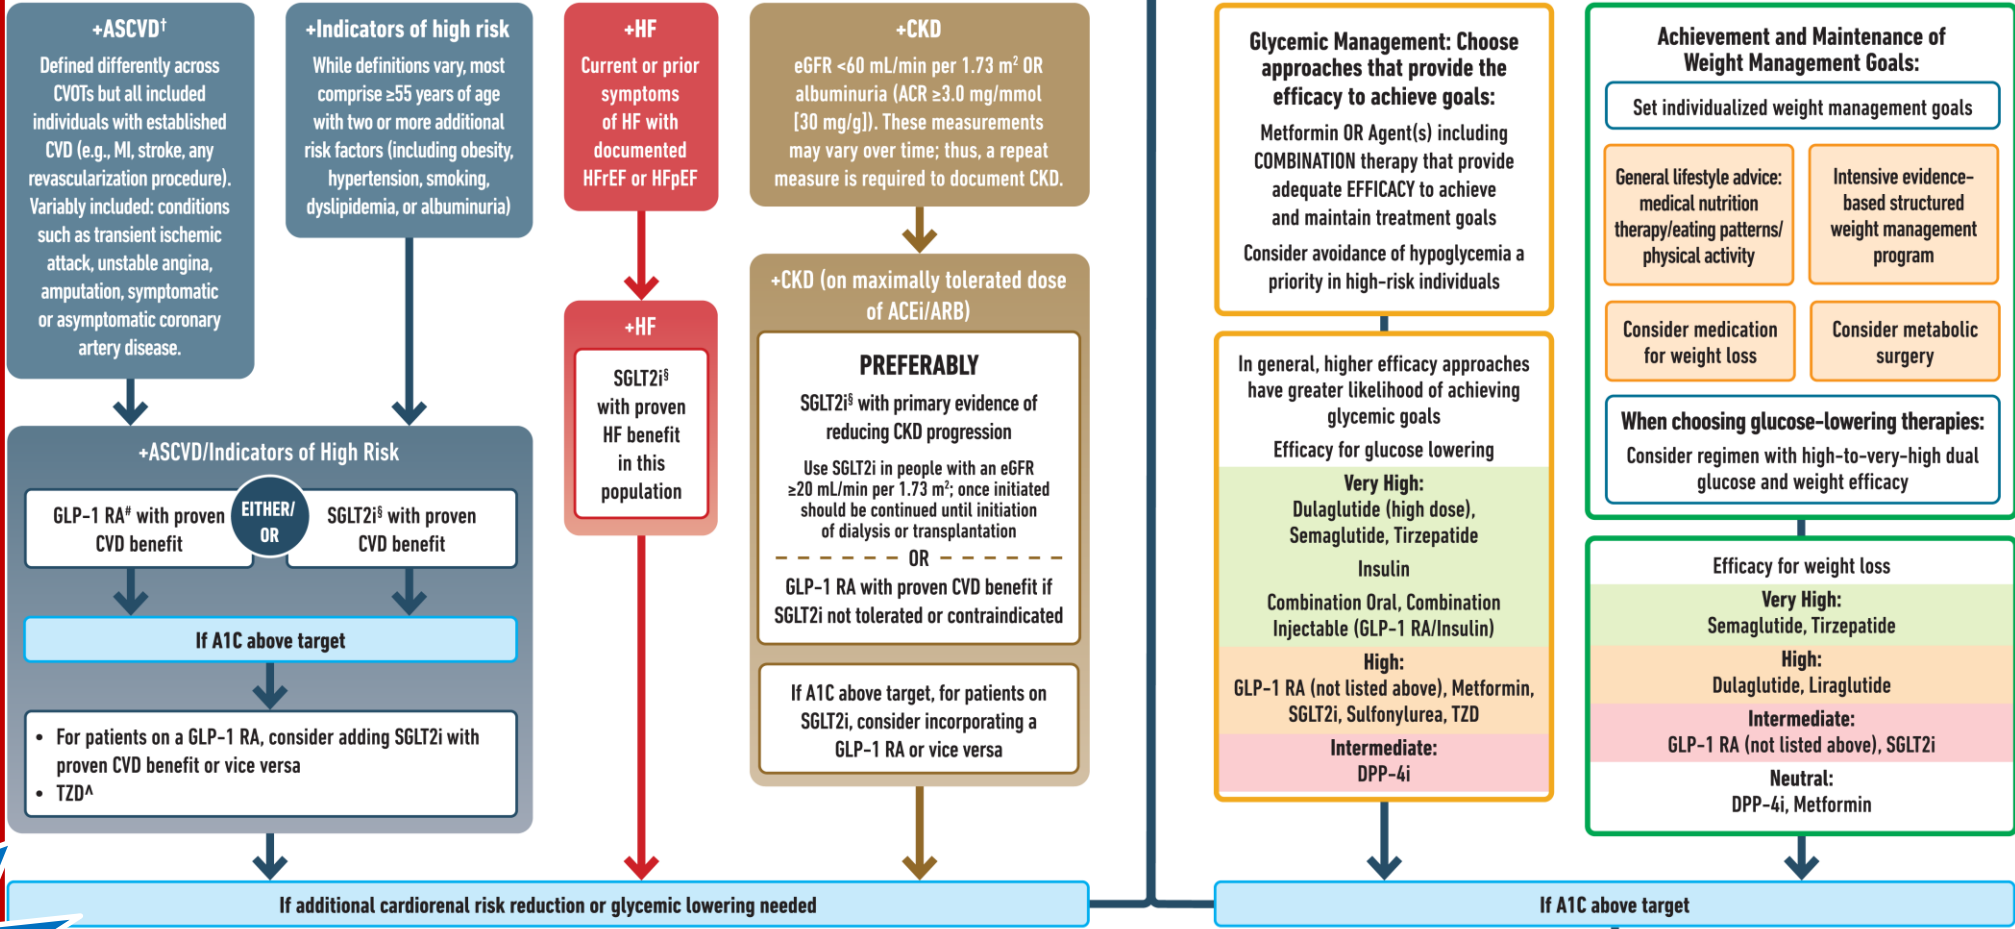 +ASCVD†
Defined differently across
CVOTs but all included
individuals with established
CVD (e.g., MI, stroke, any
revascularization procedure).
Variably included: conditions
such as transient ischemic
attack, unstable angina,
amputation, symptomatic
or asymptomatic coronary
artery disease.
+Indicators of high risk
While definitions vary, most
comprise ≥55 years of age
with two or more additional
risk factors (including obesity,
hypertension, smoking,
dyslipidemia, or albuminuria)
+ASCVD/Indicators of High Risk
GLP-1 RA# with proven
CVD benefit
EITHER/
OR
SGLT2i§ with proven
CVD benefit
If A1C above target
• For patients on a GLP-1 RA, consider adding SGLT2i with
proven CVD benefit or vice versa
• TZD^
+HF
Current or prior
symptoms
of HF with
documented
HFrEF or HFpEF
+HF
SGLT2i§
with proven
HF benefit
in this
population
+CKD
eGFR <60 mL/min per 1.73 m² OR
albuminuria (ACR ≥3.0 mg/mmol
[30 mg/g]). These measurements
may vary over time; thus, a repeat
measure is required to document CKD.
+CKD (on maximally tolerated dose
of ACEi/ARB)
PREFERABLY
SGLT2i§ with primary evidence of
reducing CKD progression
Use SGLT2i in people with an eGFR
≥20 mL/min per 1.73 m²; once initiated
should be continued until initiation
of dialysis or transplantation
OR
GLP-1 RA with proven CVD benefit if
SGLT2i not tolerated or contraindicated
If A1C above target, for patients on
SGLT2i, consider incorporating a
GLP-1 RA or vice versa
If additional cardiorenal risk reduction or glycemic lowering needed
Glycemic Management: Choose
approaches that provide the
efficacy to achieve goals:
Metformin OR Agent(s) including
COMBINATION therapy that provide
adequate EFFICACY to achieve
and maintain treatment goals
Consider avoidance of hypoglycemia a
priority in high-risk individuals
In general, higher efficacy approaches
have greater likelihood of achieving
glycemic goals
Efficacy for glucose lowering
Very High:
Dulaglutide (high dose),
Semaglutide, Tirzepatide
Insulin
Combination Oral, Combination
Injectable (GLP-1 RA/Insulin)
High:
GLP-1 RA (not listed above), Metformin,
SGLT2i, Sulfonylurea, TZD
Intermediate:
DPP-4i
Achievement and Maintenance of
Weight Management Goals:
Set individualized weight management goals
General lifestyle advice:
medical nutrition
therapy/eating patterns/
physical activity
Intensive evidence-
based structured
weight management
program
Consider medication
for weight loss
Consider metabolic
surgery
When choosing glucose-lowering therapies:
Consider regimen with high-to-very-high dual
glucose and weight efficacy
Efficacy for weight loss
Very High:
Semaglutide, Tirzepatide
High:
Dulaglutide, Liraglutide
Intermediate:
GLP-1 RA (not listed above), SGLT2i
Neutral:
DPP-4i, Metformin
If A1C above target